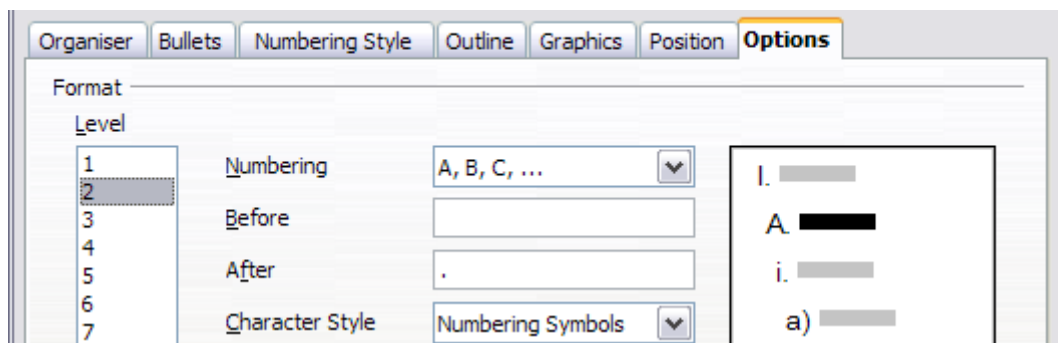 Organiser Bullets Numbering Style Outline Graphics Position Options
Format
Level
1
2
3
4
5
6
7
Numbering A, B, C, ...
Before
After .
Character Style Numbering Symbols
I.
A.
i.
a)